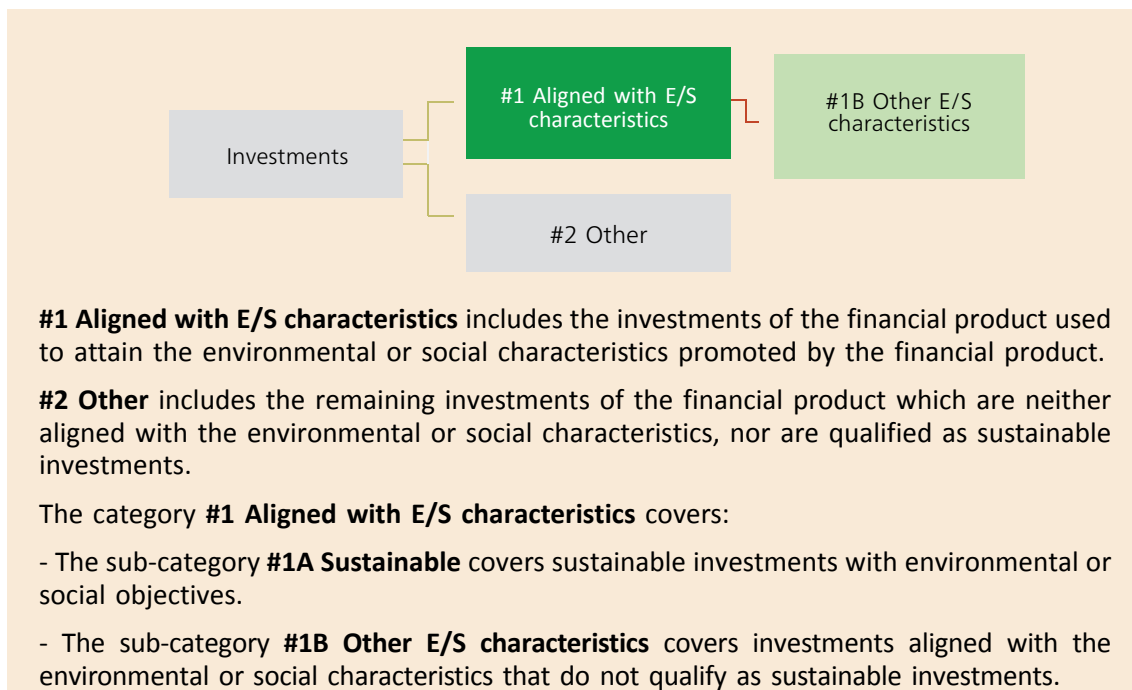 #1 Aligned with E/S
characteristics
#1B Other E/S
characteristics
Investments
#2 Other
#1 Aligned with E/S characteristics includes the investments of the financial product used
to attain the environmental or social characteristics promoted by the financial product.
#2 Other includes the remaining investments of the financial product which are neither
aligned with the environmental or social characteristics, nor are qualified as sustainable
investments.
The category #1 Aligned with E/S characteristics covers:
- The sub-category #1A Sustainable covers sustainable investments with environmental or
social objectives.
- The sub-category #1B Other E/S characteristics covers investments aligned with the
environmental or social characteristics that do not qualify as sustainable investments.